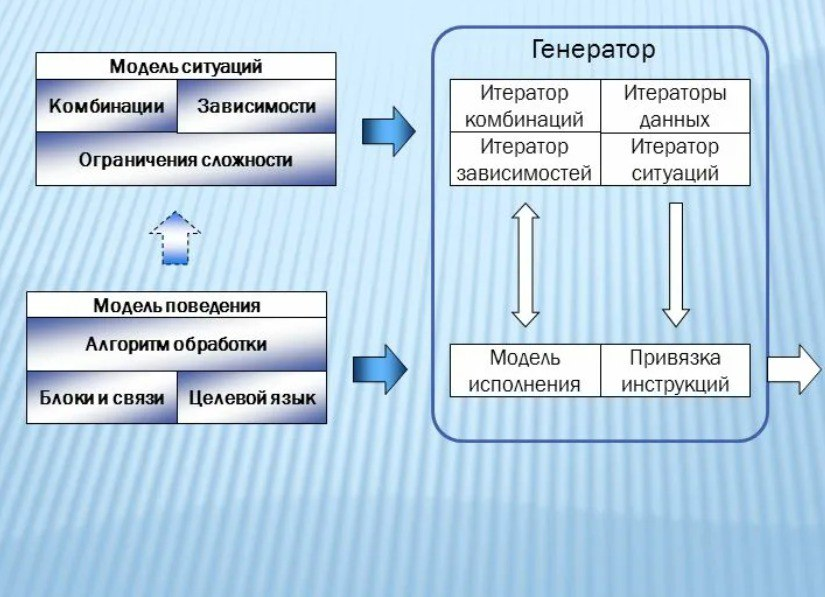 Генератор
Модель ситуаций
Комбинации
Зависимости
Ограничения сложности
Итератор
комбинаций
Итераторы
данных
Итератор
зависимостей
Итератор
ситуаций
Модель поведения
Алгоритм обработки
Блоки и связи
Целевой язык
Модель
исполнения
Привязка
инструкций